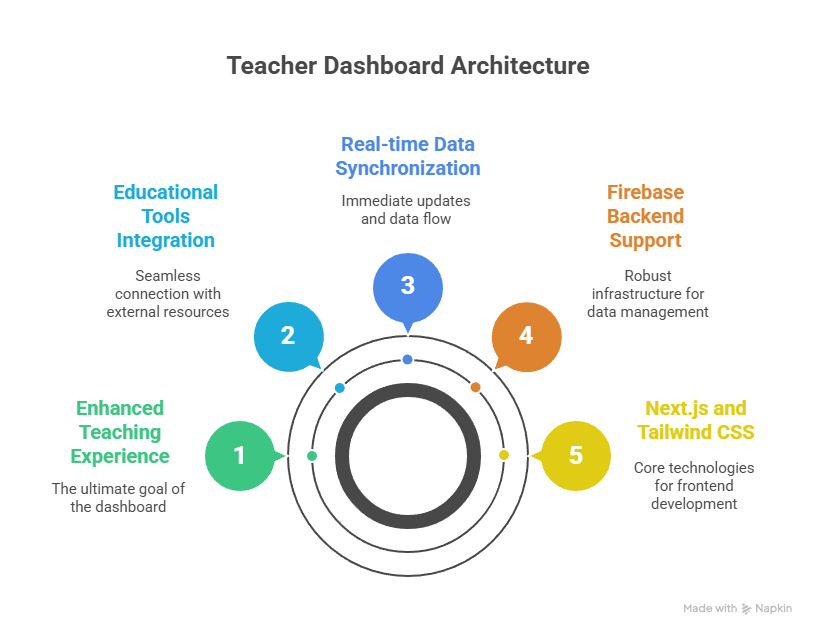 Teacher Dashboard Architecture
Real-time Data
Synchronization
Immediate updates
and data flow
Educational
Tools
Integration
Seamless
connection with
external resources
Firebase
Backend
Support
Robust
infrastructure for
data management
3
2
4
Enhanced
Teaching
Experience
The ultimate goal of
the dashboard
1
5
Next.js and
Tailwind CSS
Core technologies
for frontend
development
Made with Napkin